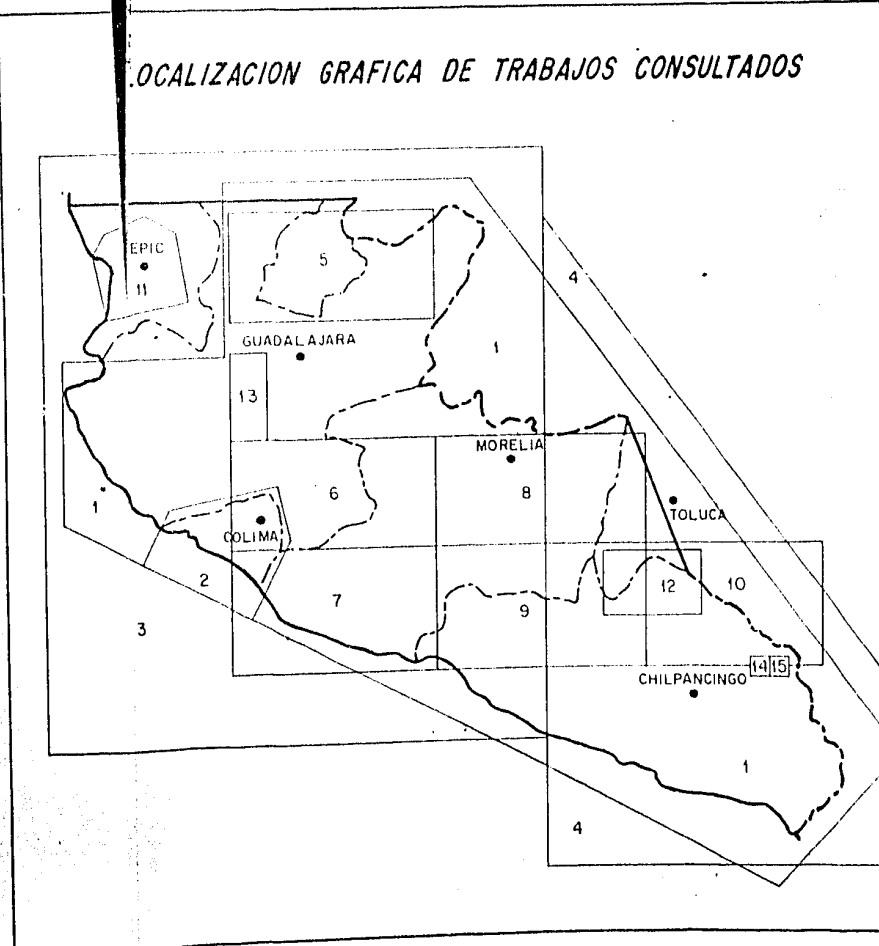 .OCALIZACION GRAFICA DE TRABAJOS CONSULTADOS
EPIC
11
5
4
GUADALAJARA
1
13
MORELIA
6
8
1
TOLUCA
COLIMA
2
7
9
12
10
3
14 15
CHILPANCINGO
1
4